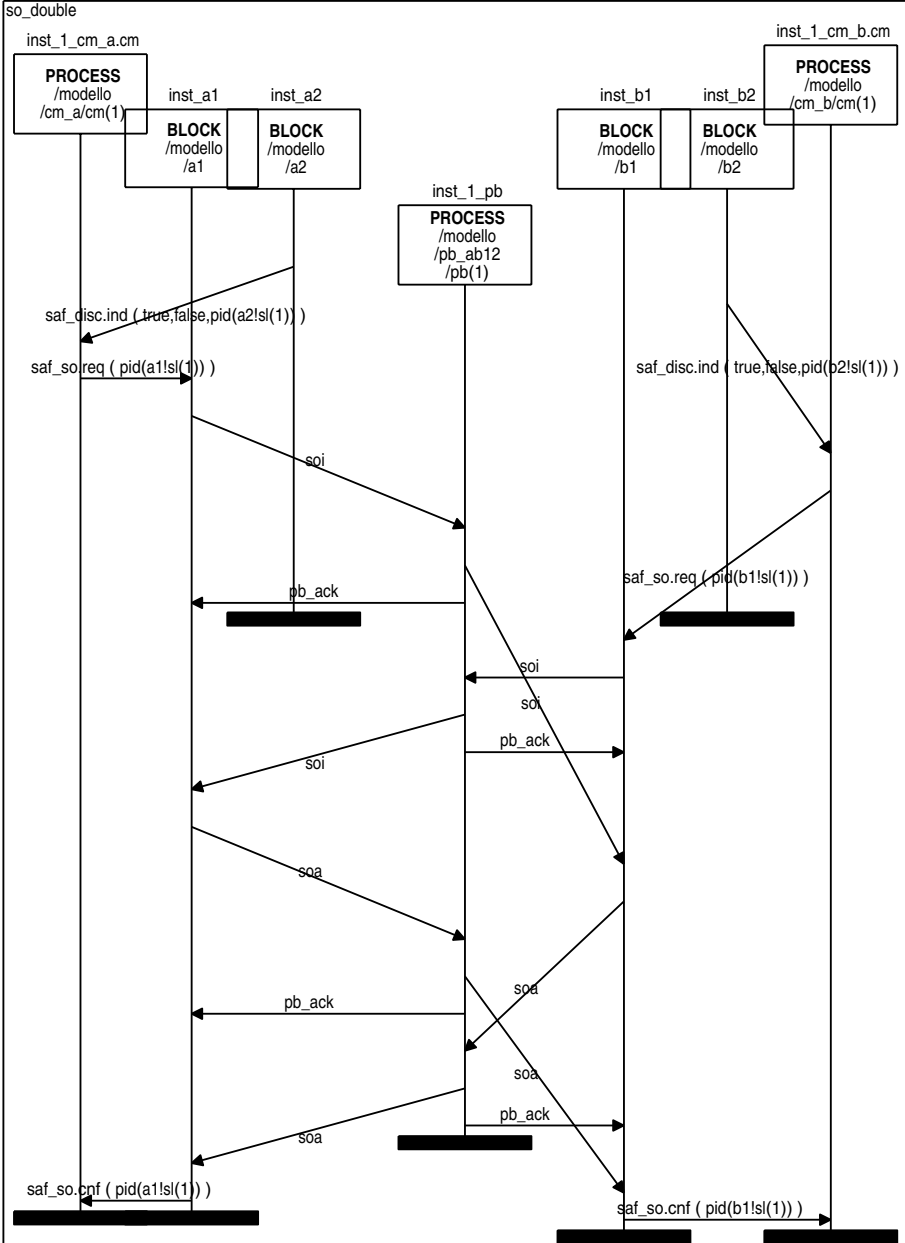 so_double
inst_1_cm_a.cm
inst_1_cm_b.cm
PROCESS
/modello
/cm_a/cm(1)
PROCESS
/modello
/cm_b/cm(1)
inst_a1
inst_a2
inst_b1
inst_b2
BLOCK
/modello
/a1
BLOCK
/modello
/a2
BLOCK
/modello
/b1
BLOCK
/modello
/b2
inst_1_pb
PROCESS
/modello
/pb_ab12
/pb(1)
saf_disc.ind ( true,false,pid(a2!sl(1)) )
saf_so.req ( pid(a1!sl(1)) )
saf_disc.ind ( true,false,pid(b2!sl(1)) )
soi
saf_so.req ( pid(b1!sl(1)) )
pb_ack
soi
soi
pb_ack
soi
soa
soa
pb_ack
soa
pb_ack
soa
saf_so.cnf ( pid(a1!sl(1)) )
saf_so.cnf ( pid(b1!sl(1)) )